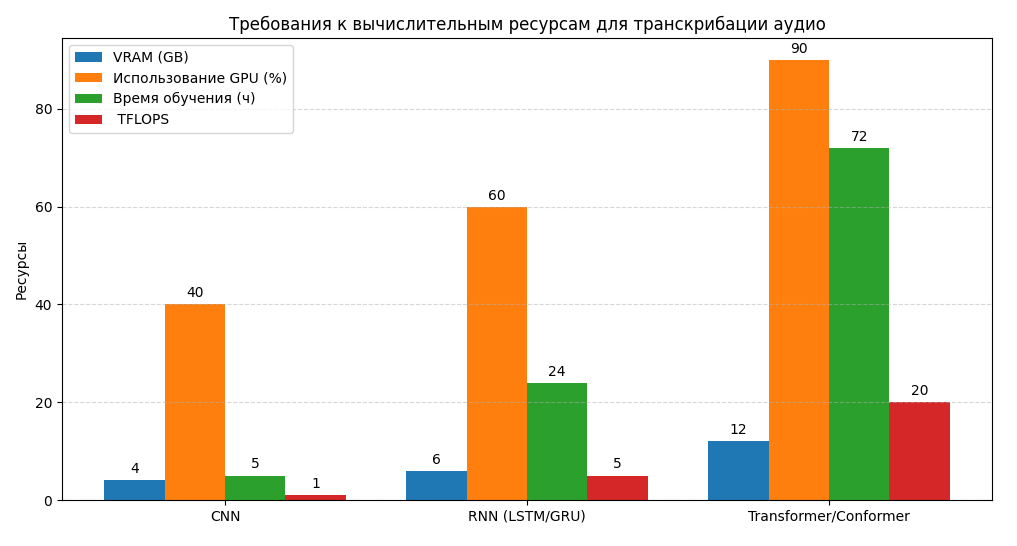 Требования к вычислительным ресурсам для транскрибации аудио
VRAM (GB)
Использование GPU (%)
Время обучения (ч)
TFLOPS
Ресурсы
80
60
40
20
0
4
40
5
1
6
60
24
5
12
90
72
20
CNN
RNN (LSTM/GRU)
Transformer/Conformer